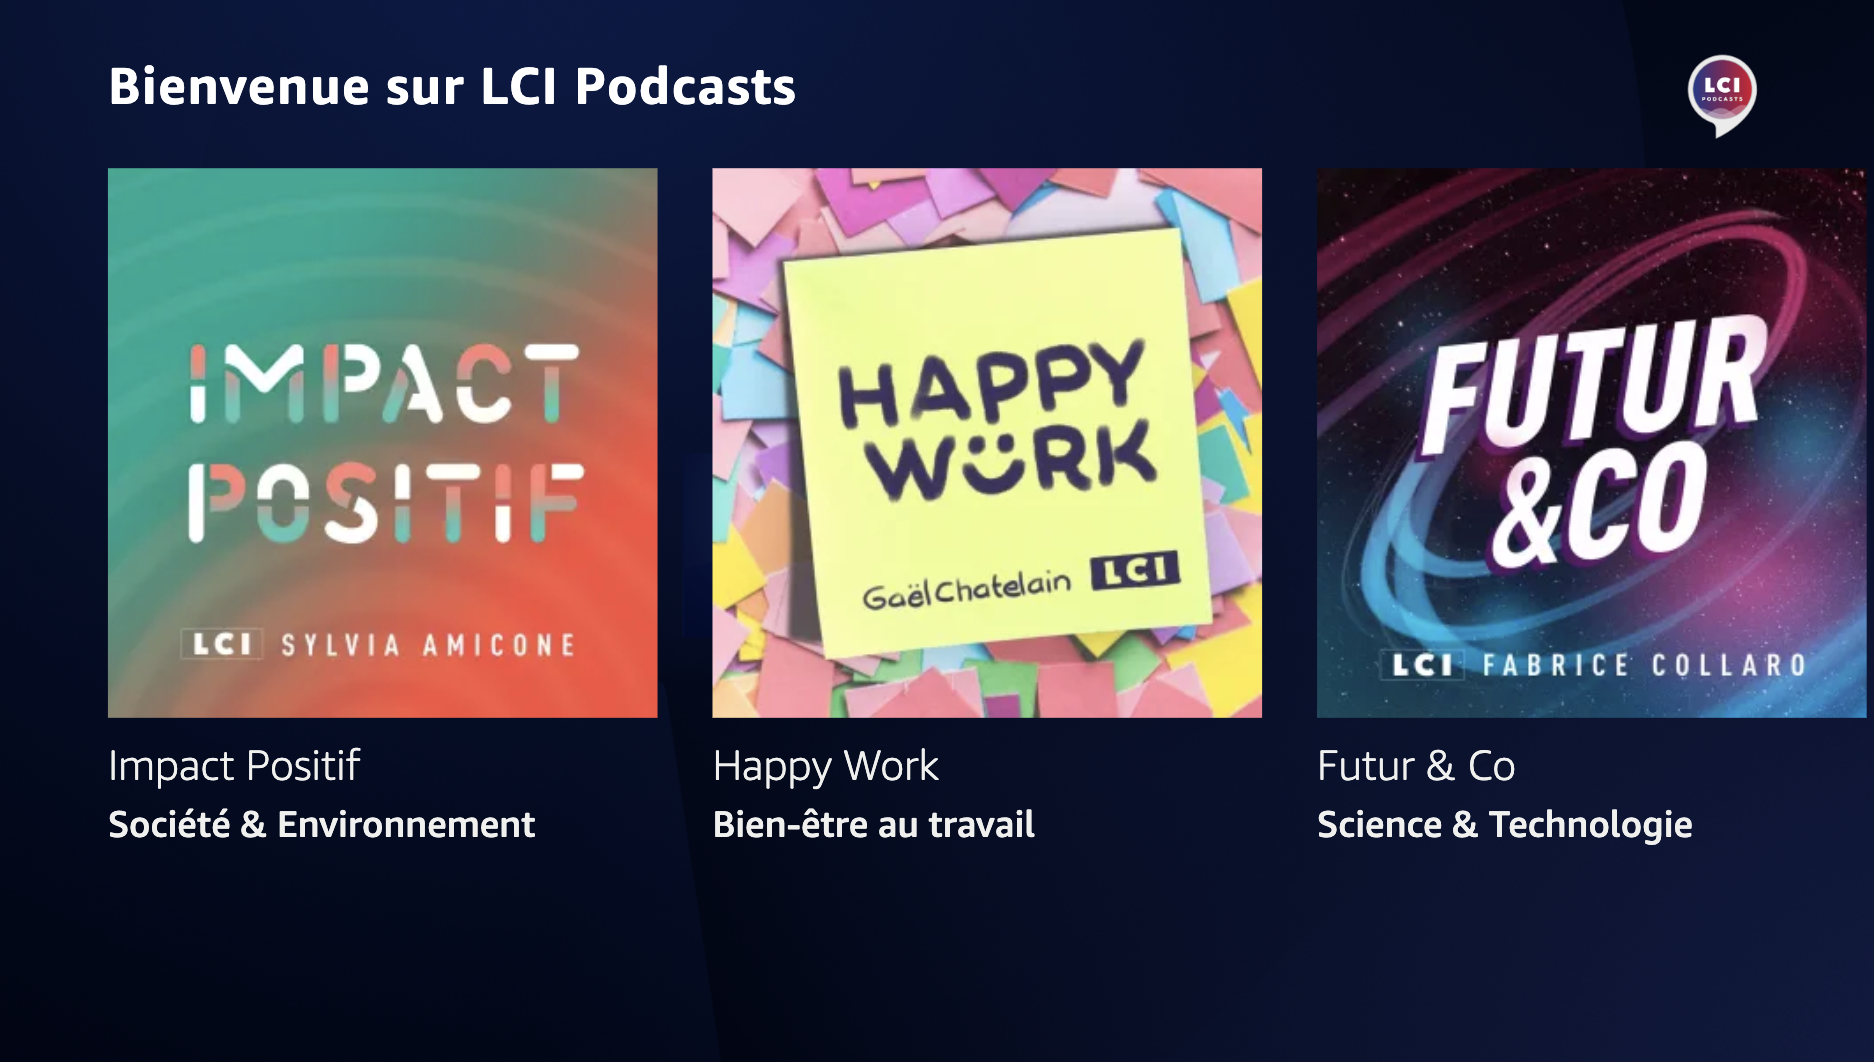 Bienvenue sur LCI Podcasts
LCI
PODCASTS
IMPACT
POSITIF
LCI SYLVIA AMICONE
HAPPY
WÜRK
Gaël Chatelain LCI
FUTUR
&CO
LCI FABRICE COLLARO
Impact Positif
Société & Environnement
Happy Work
Bien-être au travail
Futur & Co
Science & Technologie